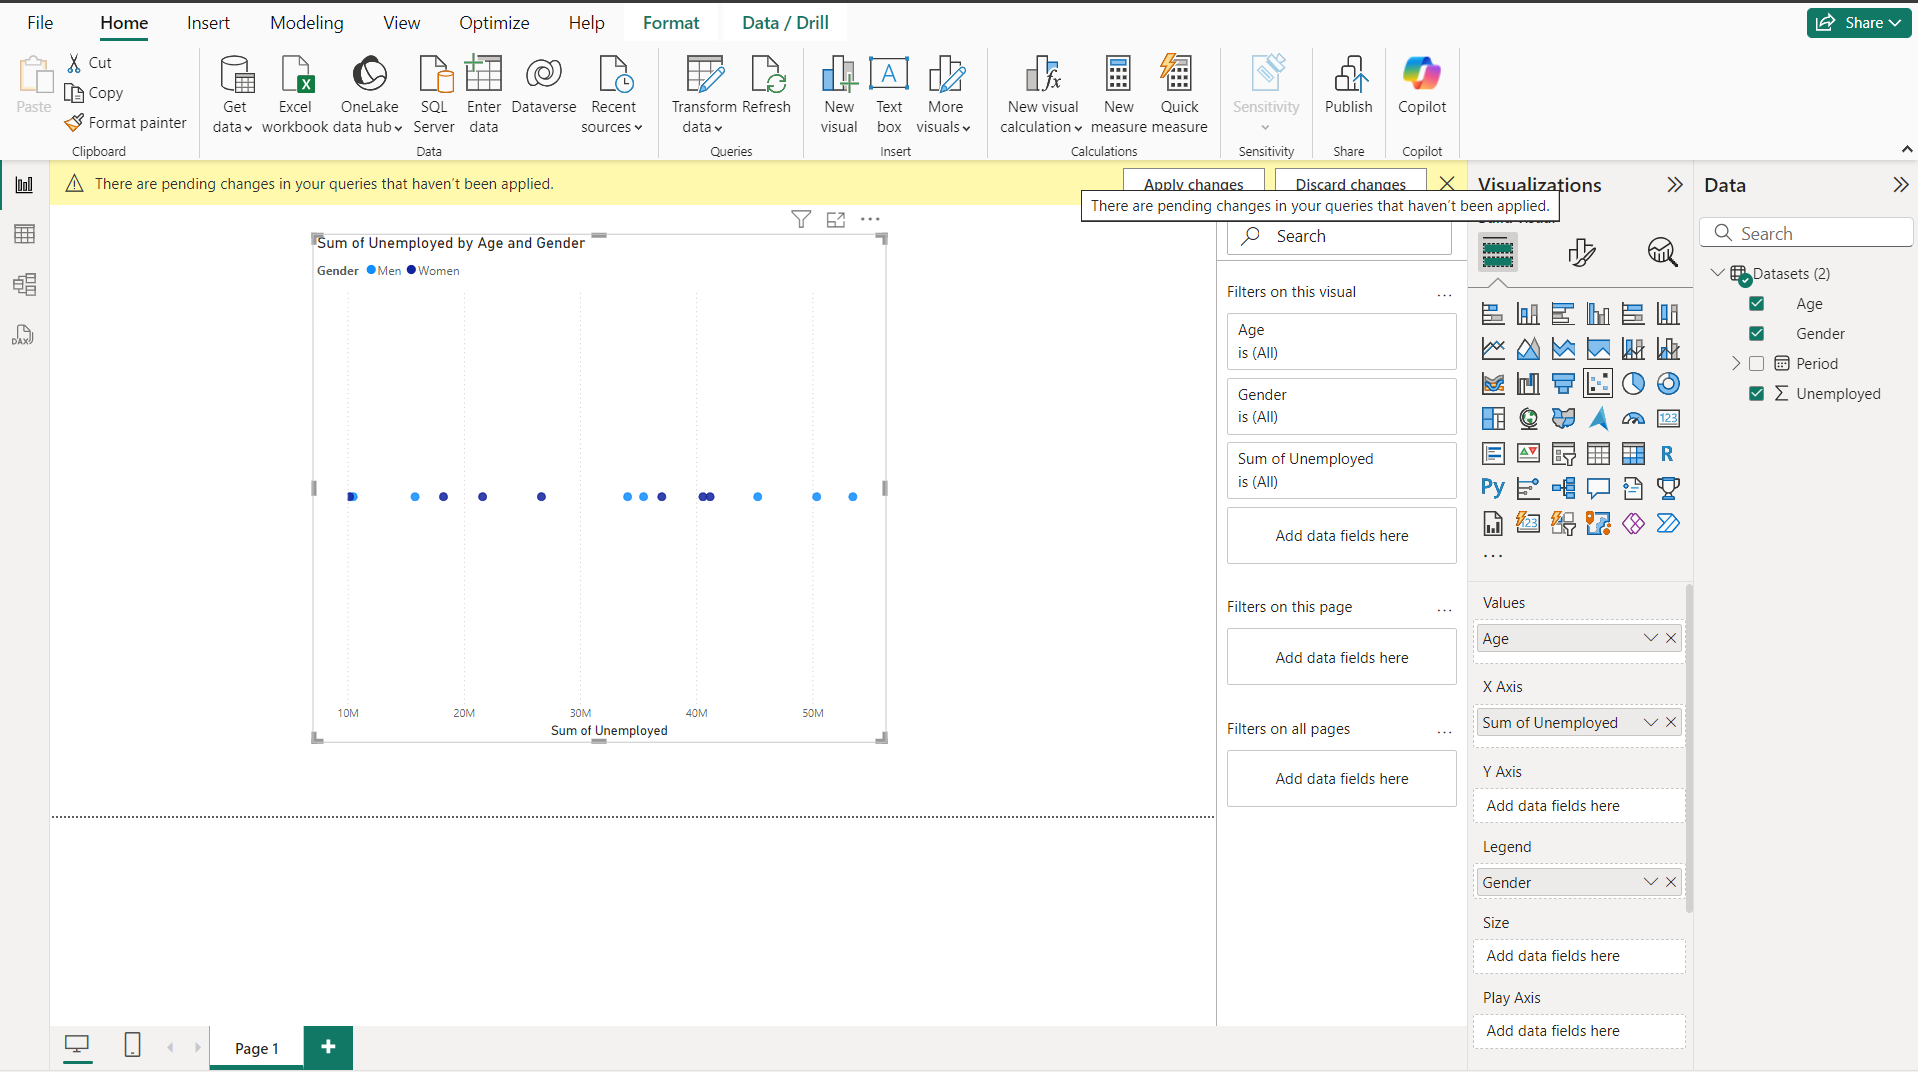 File
Home
Insert
Modeling
View
Optimize
Help
Format
Data / Drill
Share
Paste
Cut
Copy
Format painter
Clipboard
Get data
Excel workbook
OneLake data hub
SQL Server
Enter data
Dataverse
Recent sources
Data
Transform data
Refresh
Queries
New visual
Text box
More visuals
Insert
New visual calculation
New measure
Quick measure
Calculations
Sensitivity
Sensitivity
Publish
Share
Copilot
Copilot
There are pending changes in your queries that haven't been applied.
Apply changes
Discard changes
There are pending changes in your queries that haven't been applied.
Sum of Unemployed by Age and Gender
Gender Men Women
10M 20M 30M 40M 50M
Sum of Unemployed
Search
Filters on this visual
...
Age
is (All)
Gender
is (All)
Sum of Unemployed
is (All)
Add data fields here
Filters on this page
...
Add data fields here
Filters on all pages
...
Add data fields here
Visualizations
R
Py
123
123
...
Values
Age
X Axis
Sum of Unemployed
Y Axis
Add data fields here
Legend
Gender
Size
Add data fields here
Play Axis
Add data fields here
Data
Search
Datasets (2)
Age
Gender
Period
Σ Unemployed
DAX
Page 1
+